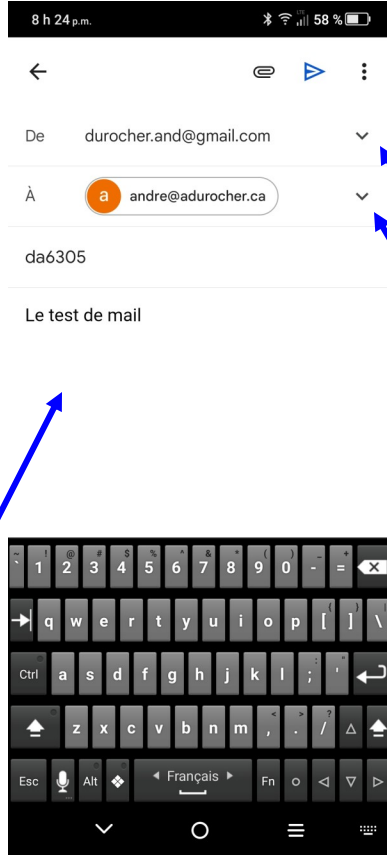 8 h 24 p.m. LTE 58 %
De durocher.and@gmail.com
À a andre@adurocher.ca
da6305
Le test de mail
~ ! @ # $ % ^ & * ( ) _ +
` 1 2 3 4 5 6 7 8 9 0 - =
{ } |
q w e r t y u i o p [ ] \
: "
Ctrl a s d f g h j k l ; '
< > ?
z x c v b n m , . /
Esc Alt Français Fn